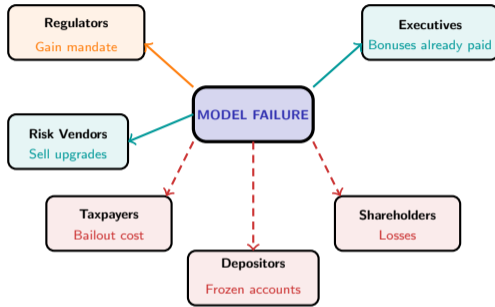 Regulators
Gain mandate
Executives
Bonuses already paid
MODEL FAILURE
Risk Vendors
Sell upgrades
Taxpayers
Bailout cost
Shareholders
Losses
Depositors
Frozen accounts